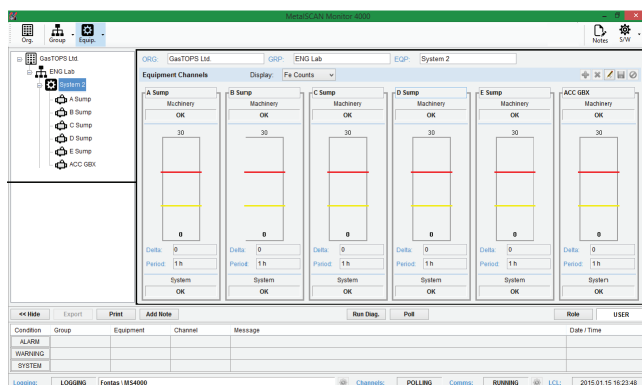 MetalSCAN Monitor 4000
Org. Group Equip. Notes S/W
GasTOPS Ltd.
ENG Lab
System 2
A Sump
B Sump
C Sump
D Sump
E Sump
ACC GBX
ORG: GasTOPS Ltd. GRP: ENG Lab EQP: System 2
Equipment Channels Display: Fe Counts
A Sump B Sump C Sump D Sump E Sump ACC GBX
Machinery Machinery Machinery Machinery Machinery Machinery
OK OK OK OK OK OK
30 30 30 30 30 30
0 0 0 0 0 0
Delta: 0 Delta: 0 Delta: 0 Delta: 0 Delta: 0 Delta: 0
Period: 1 h Period: 1 h Period: 1 h Period: 1 h Period: 1 h Period: 1 h
System System System System System System
OK OK OK OK OK OK
<< Hide Export Print Add Note Run Diag. Poll Role USER
Condition Group Equipment Channel Message Date / Time
ALARM
WARNING
SYSTEM
Logging: LOGGING Fontas \ MS4000 Channels: POLLING Comms: RUNNING LCL: 2015.01.15 16:23:48